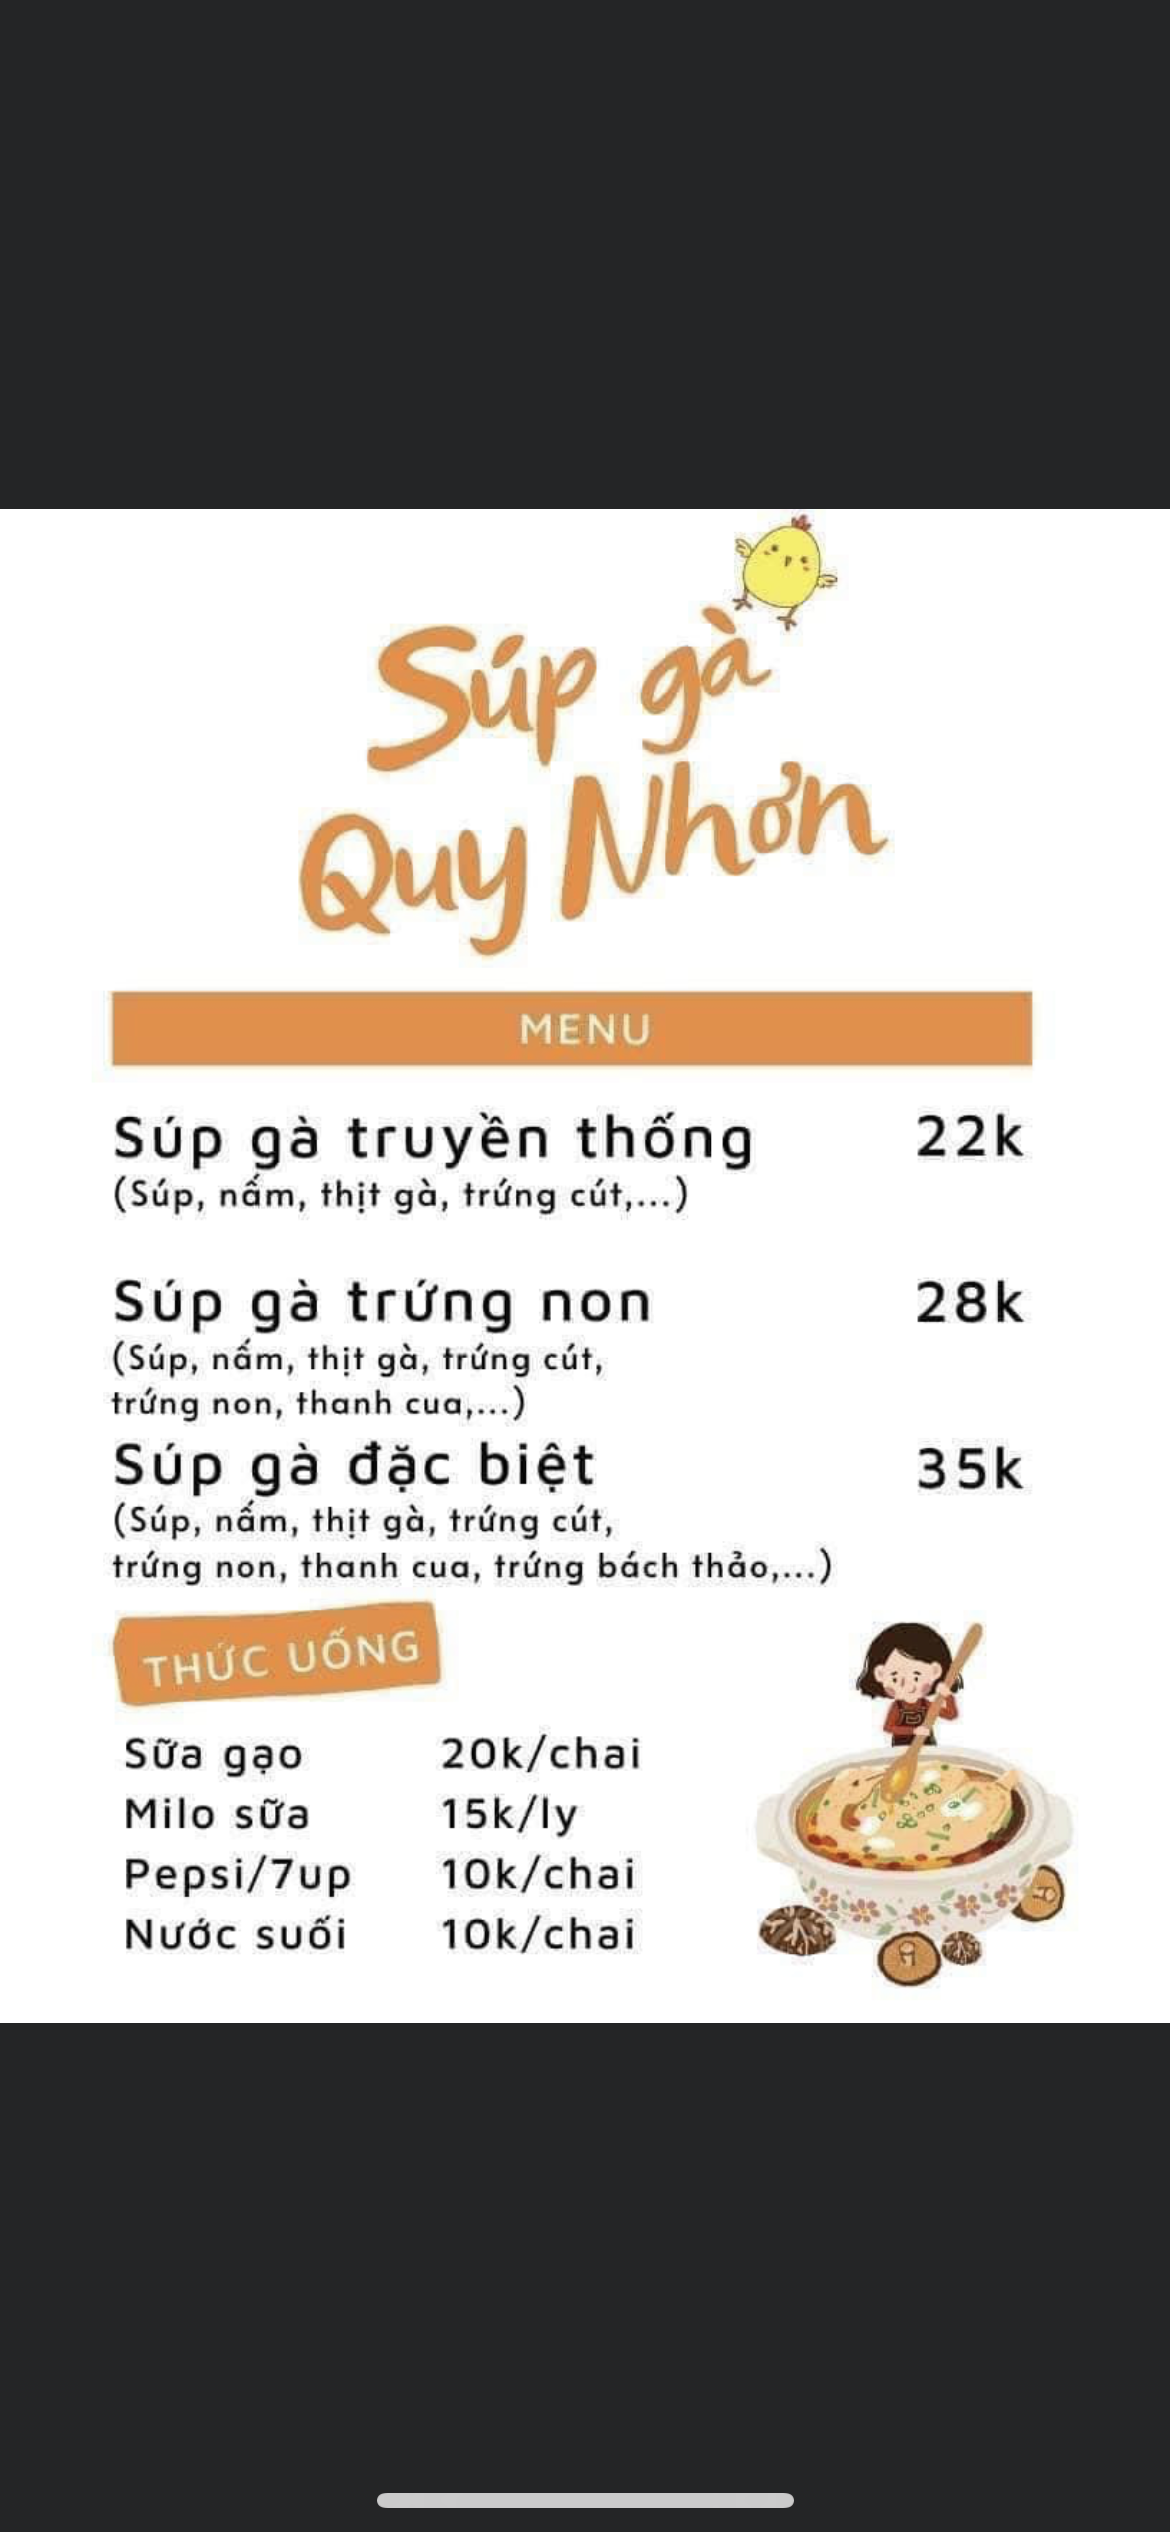 Súp gà
Quy Nhơn
MENU
Súp gà truyền thống 22k
(Súp, nấm, thịt gà, trứng cút,...)
Súp gà trứng non 28k
(Súp, nấm, thịt gà, trứng cút,
trứng non, thanh cua,...)
Súp gà đặc biệt 35k
(Súp, nấm, thịt gà, trứng cút,
trứng non, thanh cua, trứng bách thảo,...)
THỨC UỐNG
Sữa gạo 20k/chai
Milo sữa 15k/ly
Pepsi/7up 10k/chai
Nước suối 10k/chai